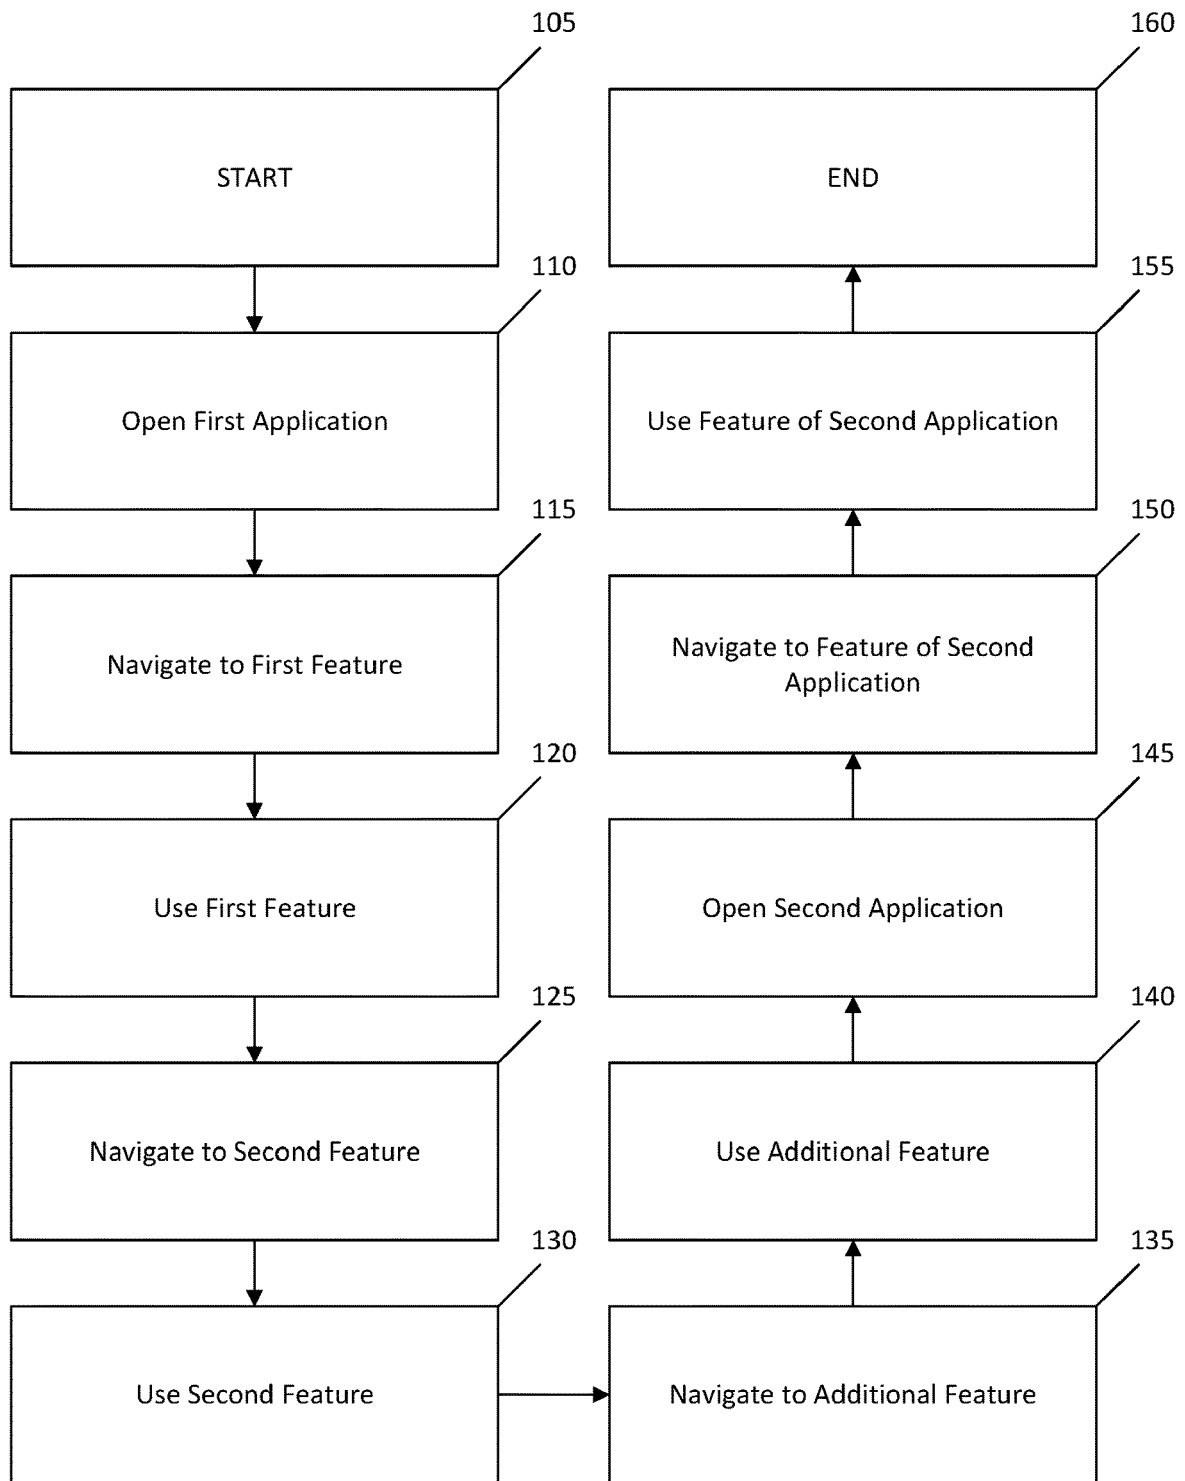 105
START
110
Open First Application
115
Navigate to First Feature
120
Use First Feature
125
Navigate to Second Feature
130
Use Second Feature
135
Navigate to Additional Feature
140
Use Additional Feature
145
Open Second Application
150
Navigate to Feature of Second
Application
155
Use Feature of Second Application
160
END